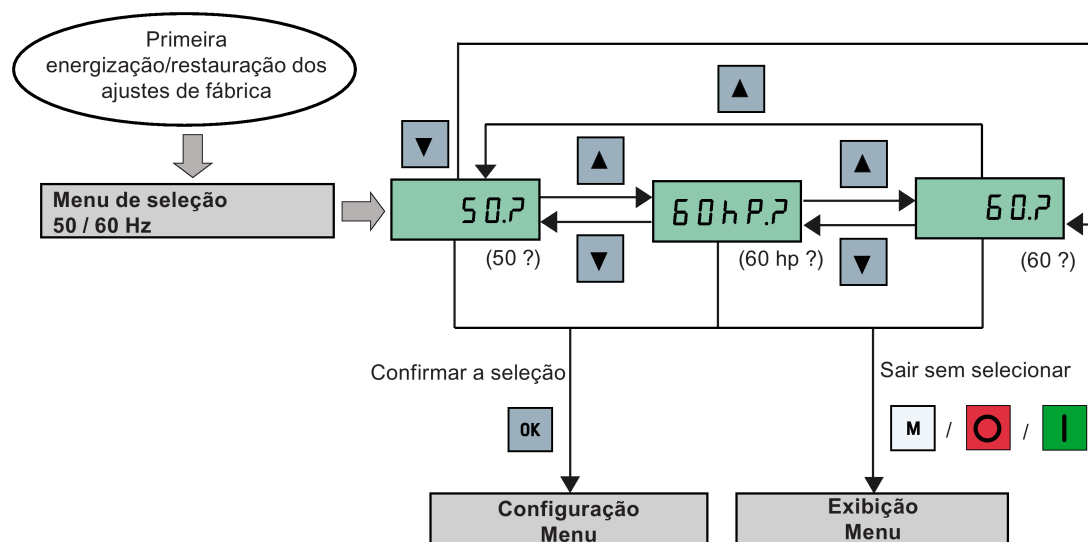 Primeira
energização/restauração dos
ajustes de fábrica
Menu de seleção
50 / 60 Hz
50.?
60hP.?
60.?
(50 ?)
(60 hp ?)
(60 ?)
Confirmar a seleção
OK
Sair sem selecionar
M / O / I
Configuração
Menu
Exibição
Menu